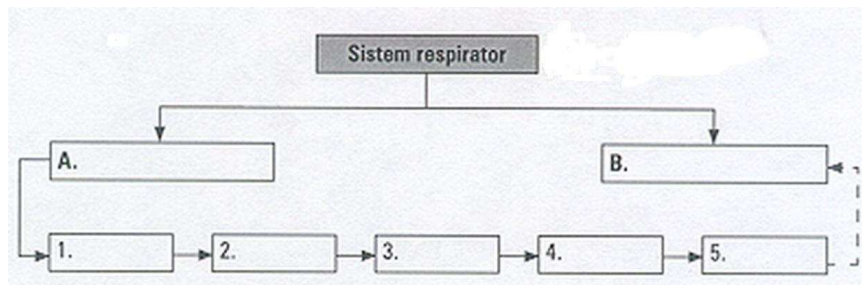 Sistem respirator
A.
B.
1.
2.
3.
4.
5.